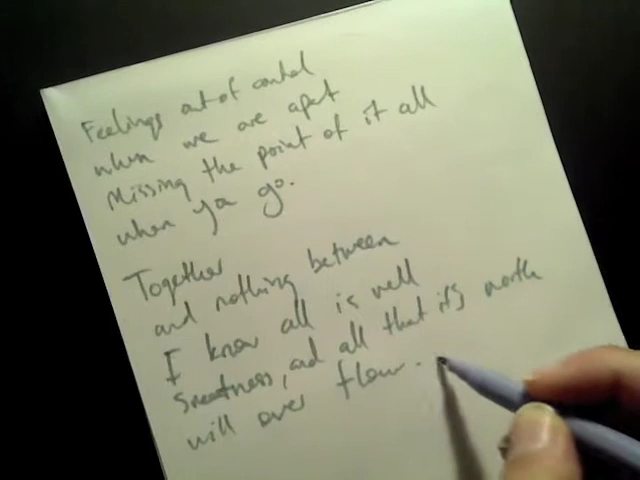 Feelings out of control
when we are apart
Missing the point of it all
when you go.
Together
and nothing between
I know all is well
Sweetness, and all that it's worth
will over flow.